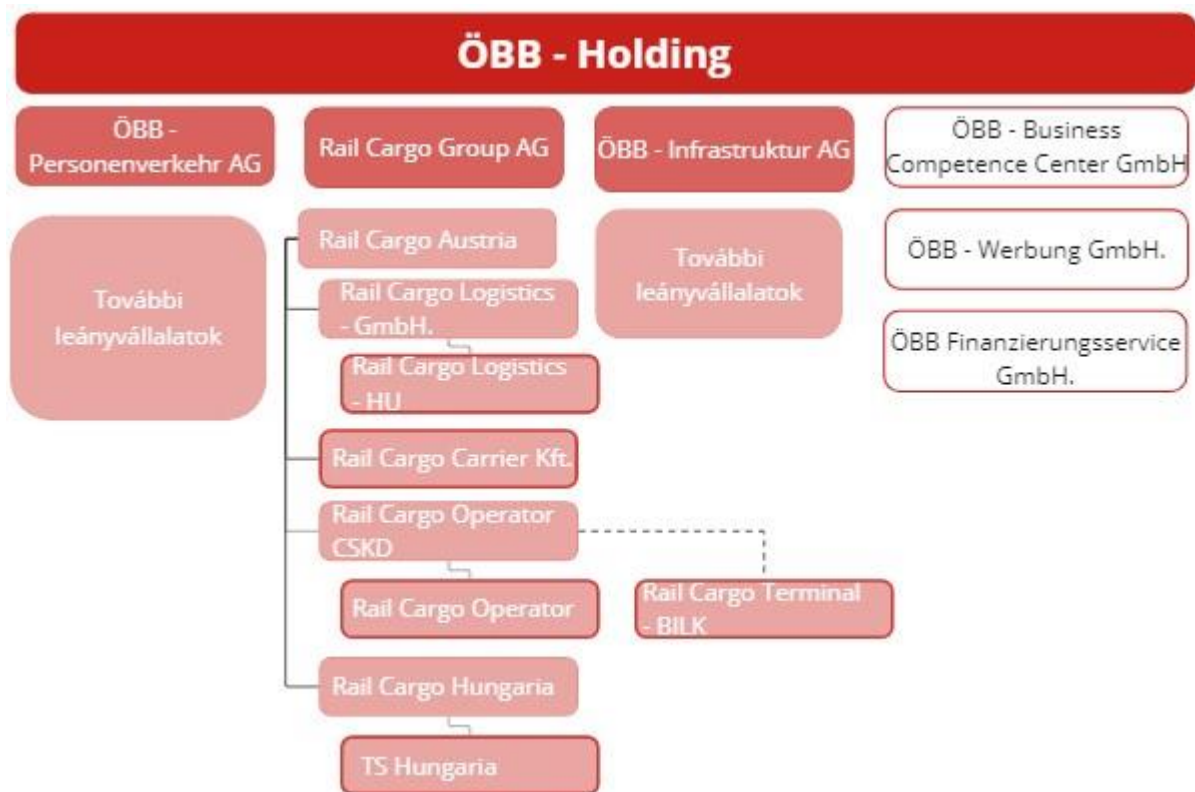 ÖBB - Holding
ÖBB -
Personenverkehr AG
Rail Cargo Group AG
ÖBB - Infrastruktur AG
ÖBB - Business
Competence Center GmbH
További
leányvállalatok
Rail Cargo Austria
Rail Cargo Logistics
- GmbH.
Rail Cargo Logistics
- HU
Rail Cargo Carrier Kft.
Rail Cargo Operator
CSKD
Rail Cargo Operator
Rail Cargo Terminal
- BILK
Rail Cargo Hungaria
TS Hungaria
További
leányvállalatok
ÖBB - Werbung GmbH.
ÖBB Finanzierungsservice
GmbH.